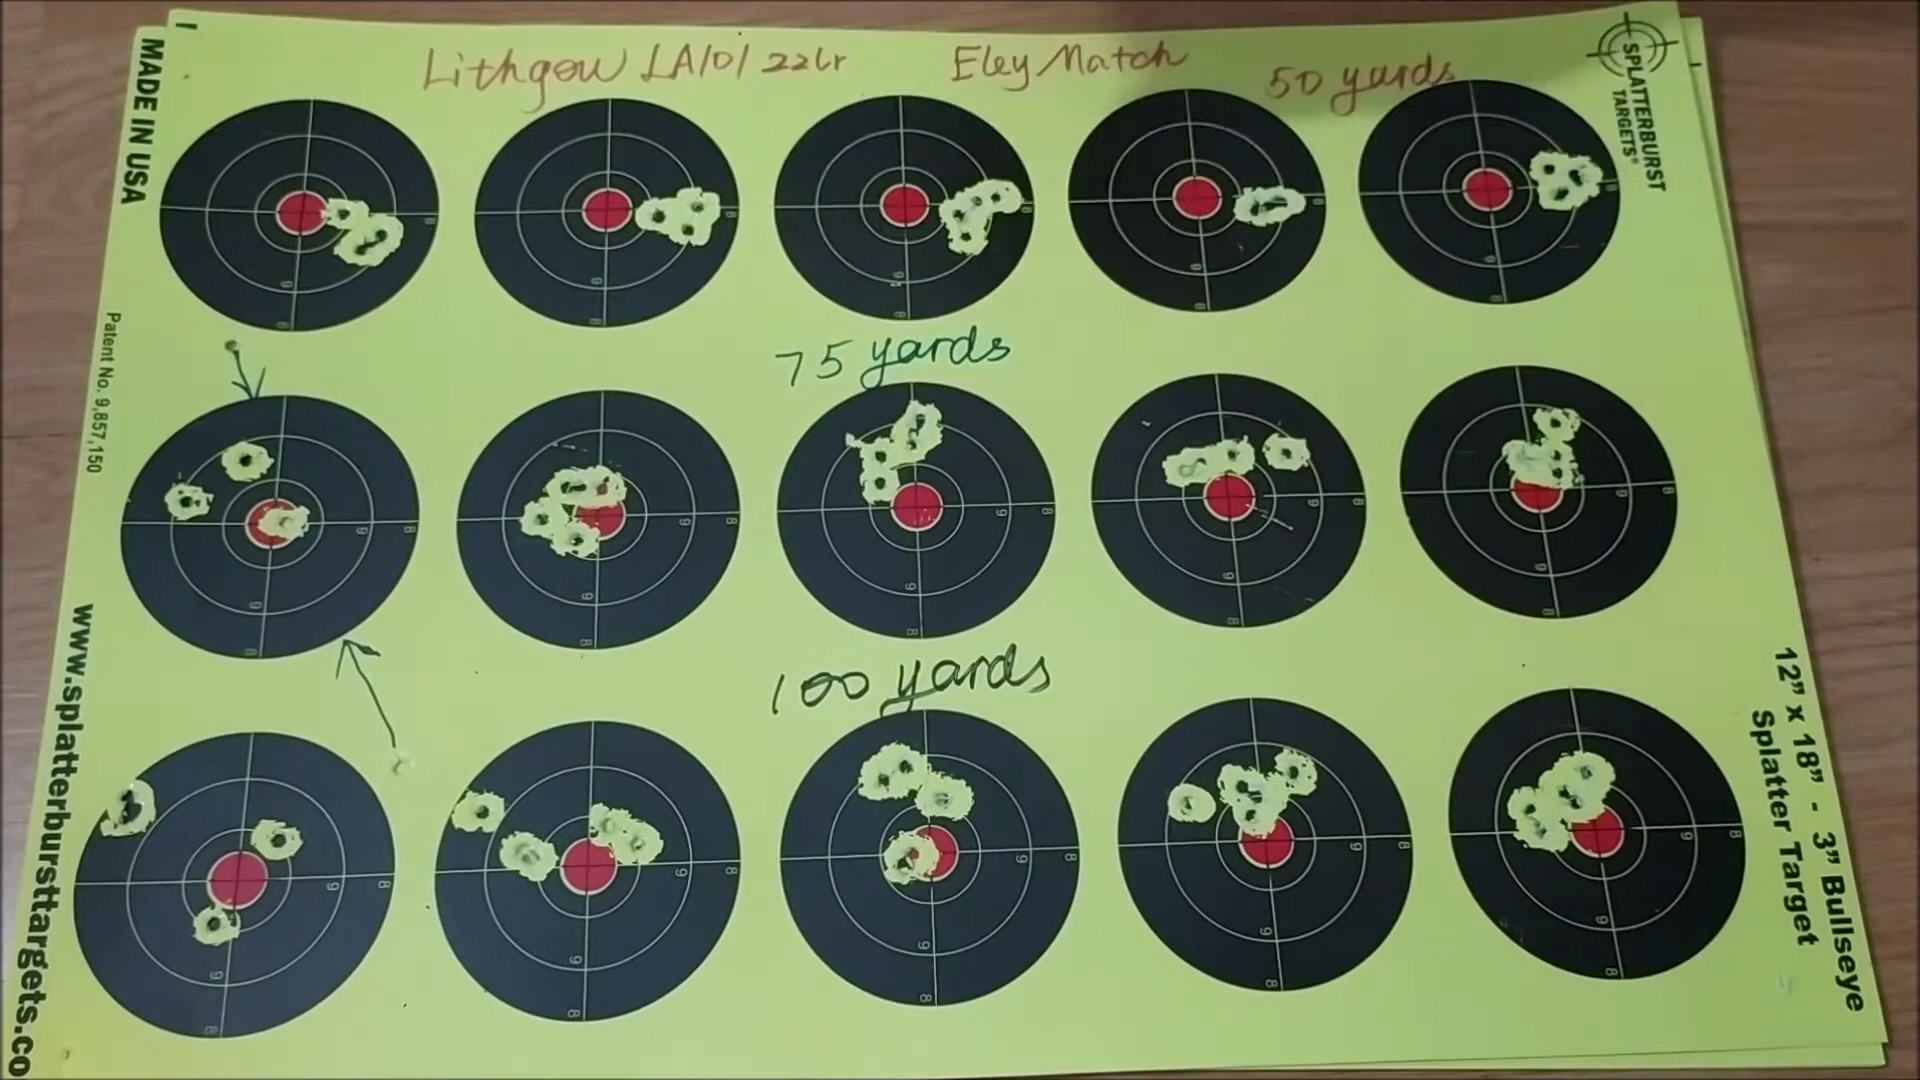 Lithgow LA101 22lr Eley Match 50 yards
SPLATTERBURST
TARGETS®
MADE IN USA
Patent No. 9,857,150
www.splatterbursttargets.co
75 yards
100 yards
12” x 18” - 3” Bullseye
Splatter Target